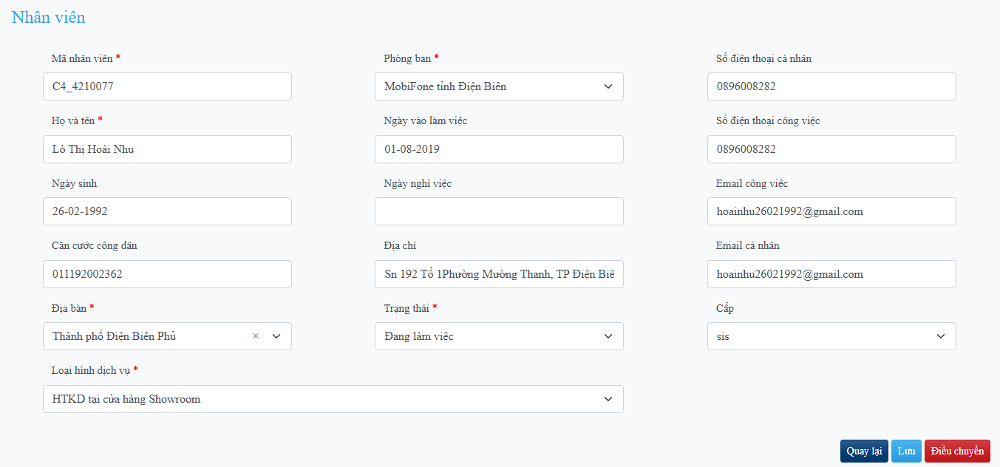 Nhân viên
Mã nhân viên *
Phòng ban *
Số điện thoại cá nhân
C4_4210077
MobiFone tỉnh Điện Biên
0896008282
Họ và tên *
Ngày vào làm việc
Số điện thoại công việc
Lò Thị Hoài Nhu
01-08-2019
0896008282
Ngày sinh
Ngày nghỉ việc
Email công việc
26-02-1992
hoainhu26021992@gmail.com
Căn cước công dân
Địa chỉ
Email cá nhân
011192002362
Sn 192 Tổ 1Phường Mường Thanh, TP Điện Biê
hoainhu26021992@gmail.com
Địa bàn *
Trạng thái *
Cấp
Thành phố Điện Biên Phủ ×
Đang làm việc
sis
Loại hình dịch vụ *
HTKD tại cửa hàng Showroom
Quay lại Lưu Điều chuyển